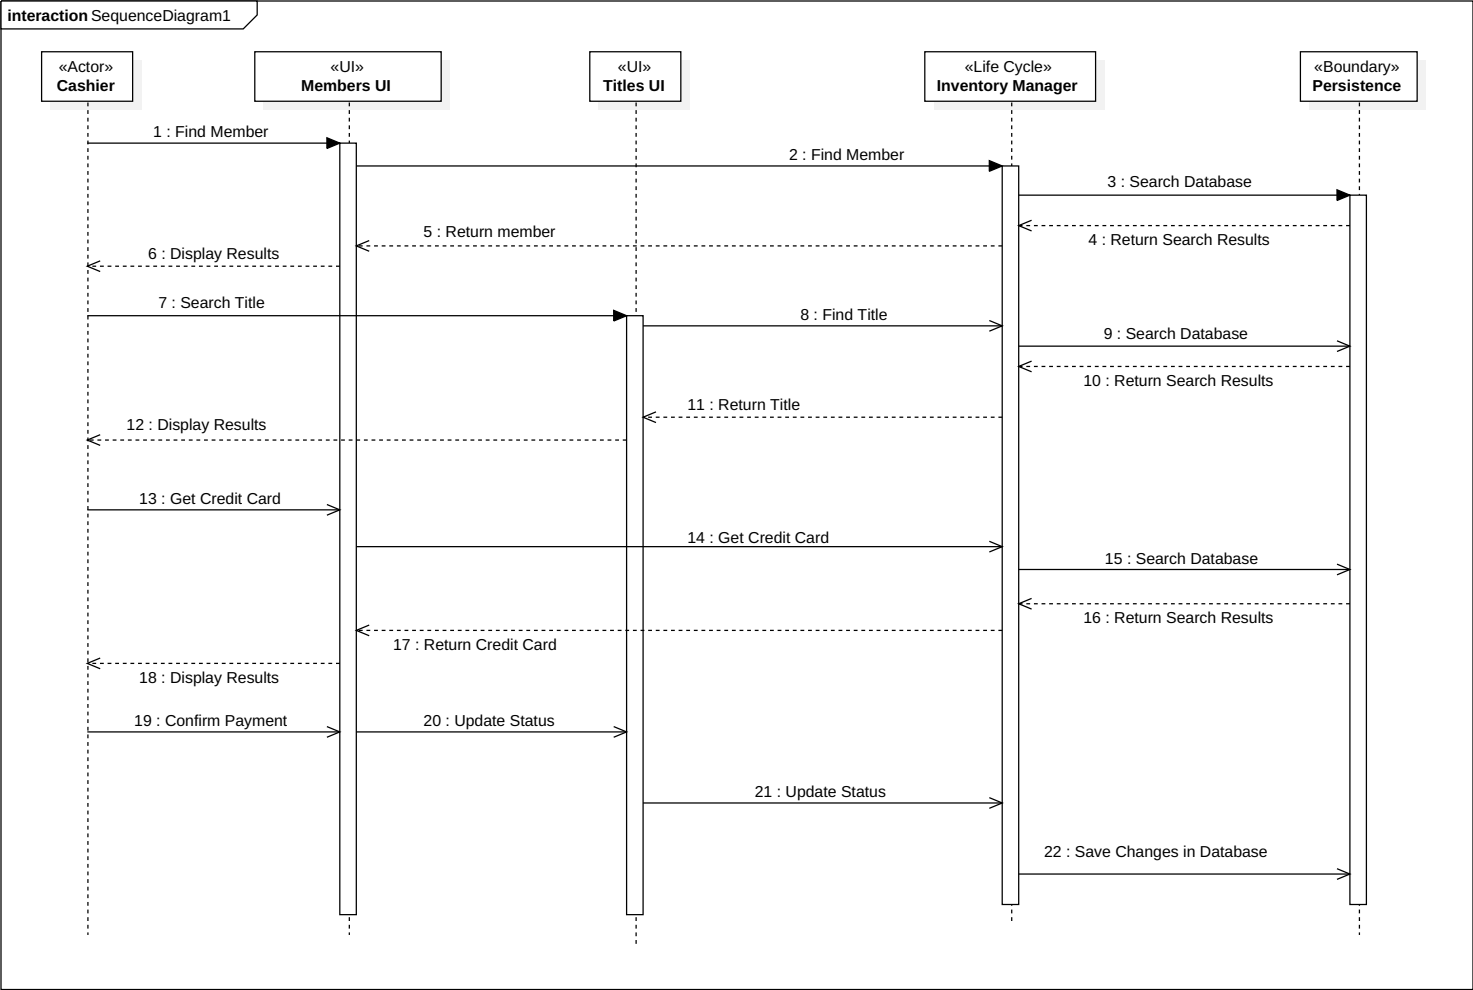 interaction SequenceDiagram1
«Actor»
Cashier
«UI»
Members UI
«UI»
Titles UI
«Life Cycle»
Inventory Manager
«Boundary»
Persistence
1 : Find Member
2 : Find Member
3 : Search Database
4 : Return Search Results
5 : Return member
6 : Display Results
7 : Search Title
8 : Find Title
9 : Search Database
10 : Return Search Results
11 : Return Title
12 : Display Results
13 : Get Credit Card
14 : Get Credit Card
15 : Search Database
16 : Return Search Results
17 : Return Credit Card
18 : Display Results
19 : Confirm Payment
20 : Update Status
21 : Update Status
22 : Save Changes in Database